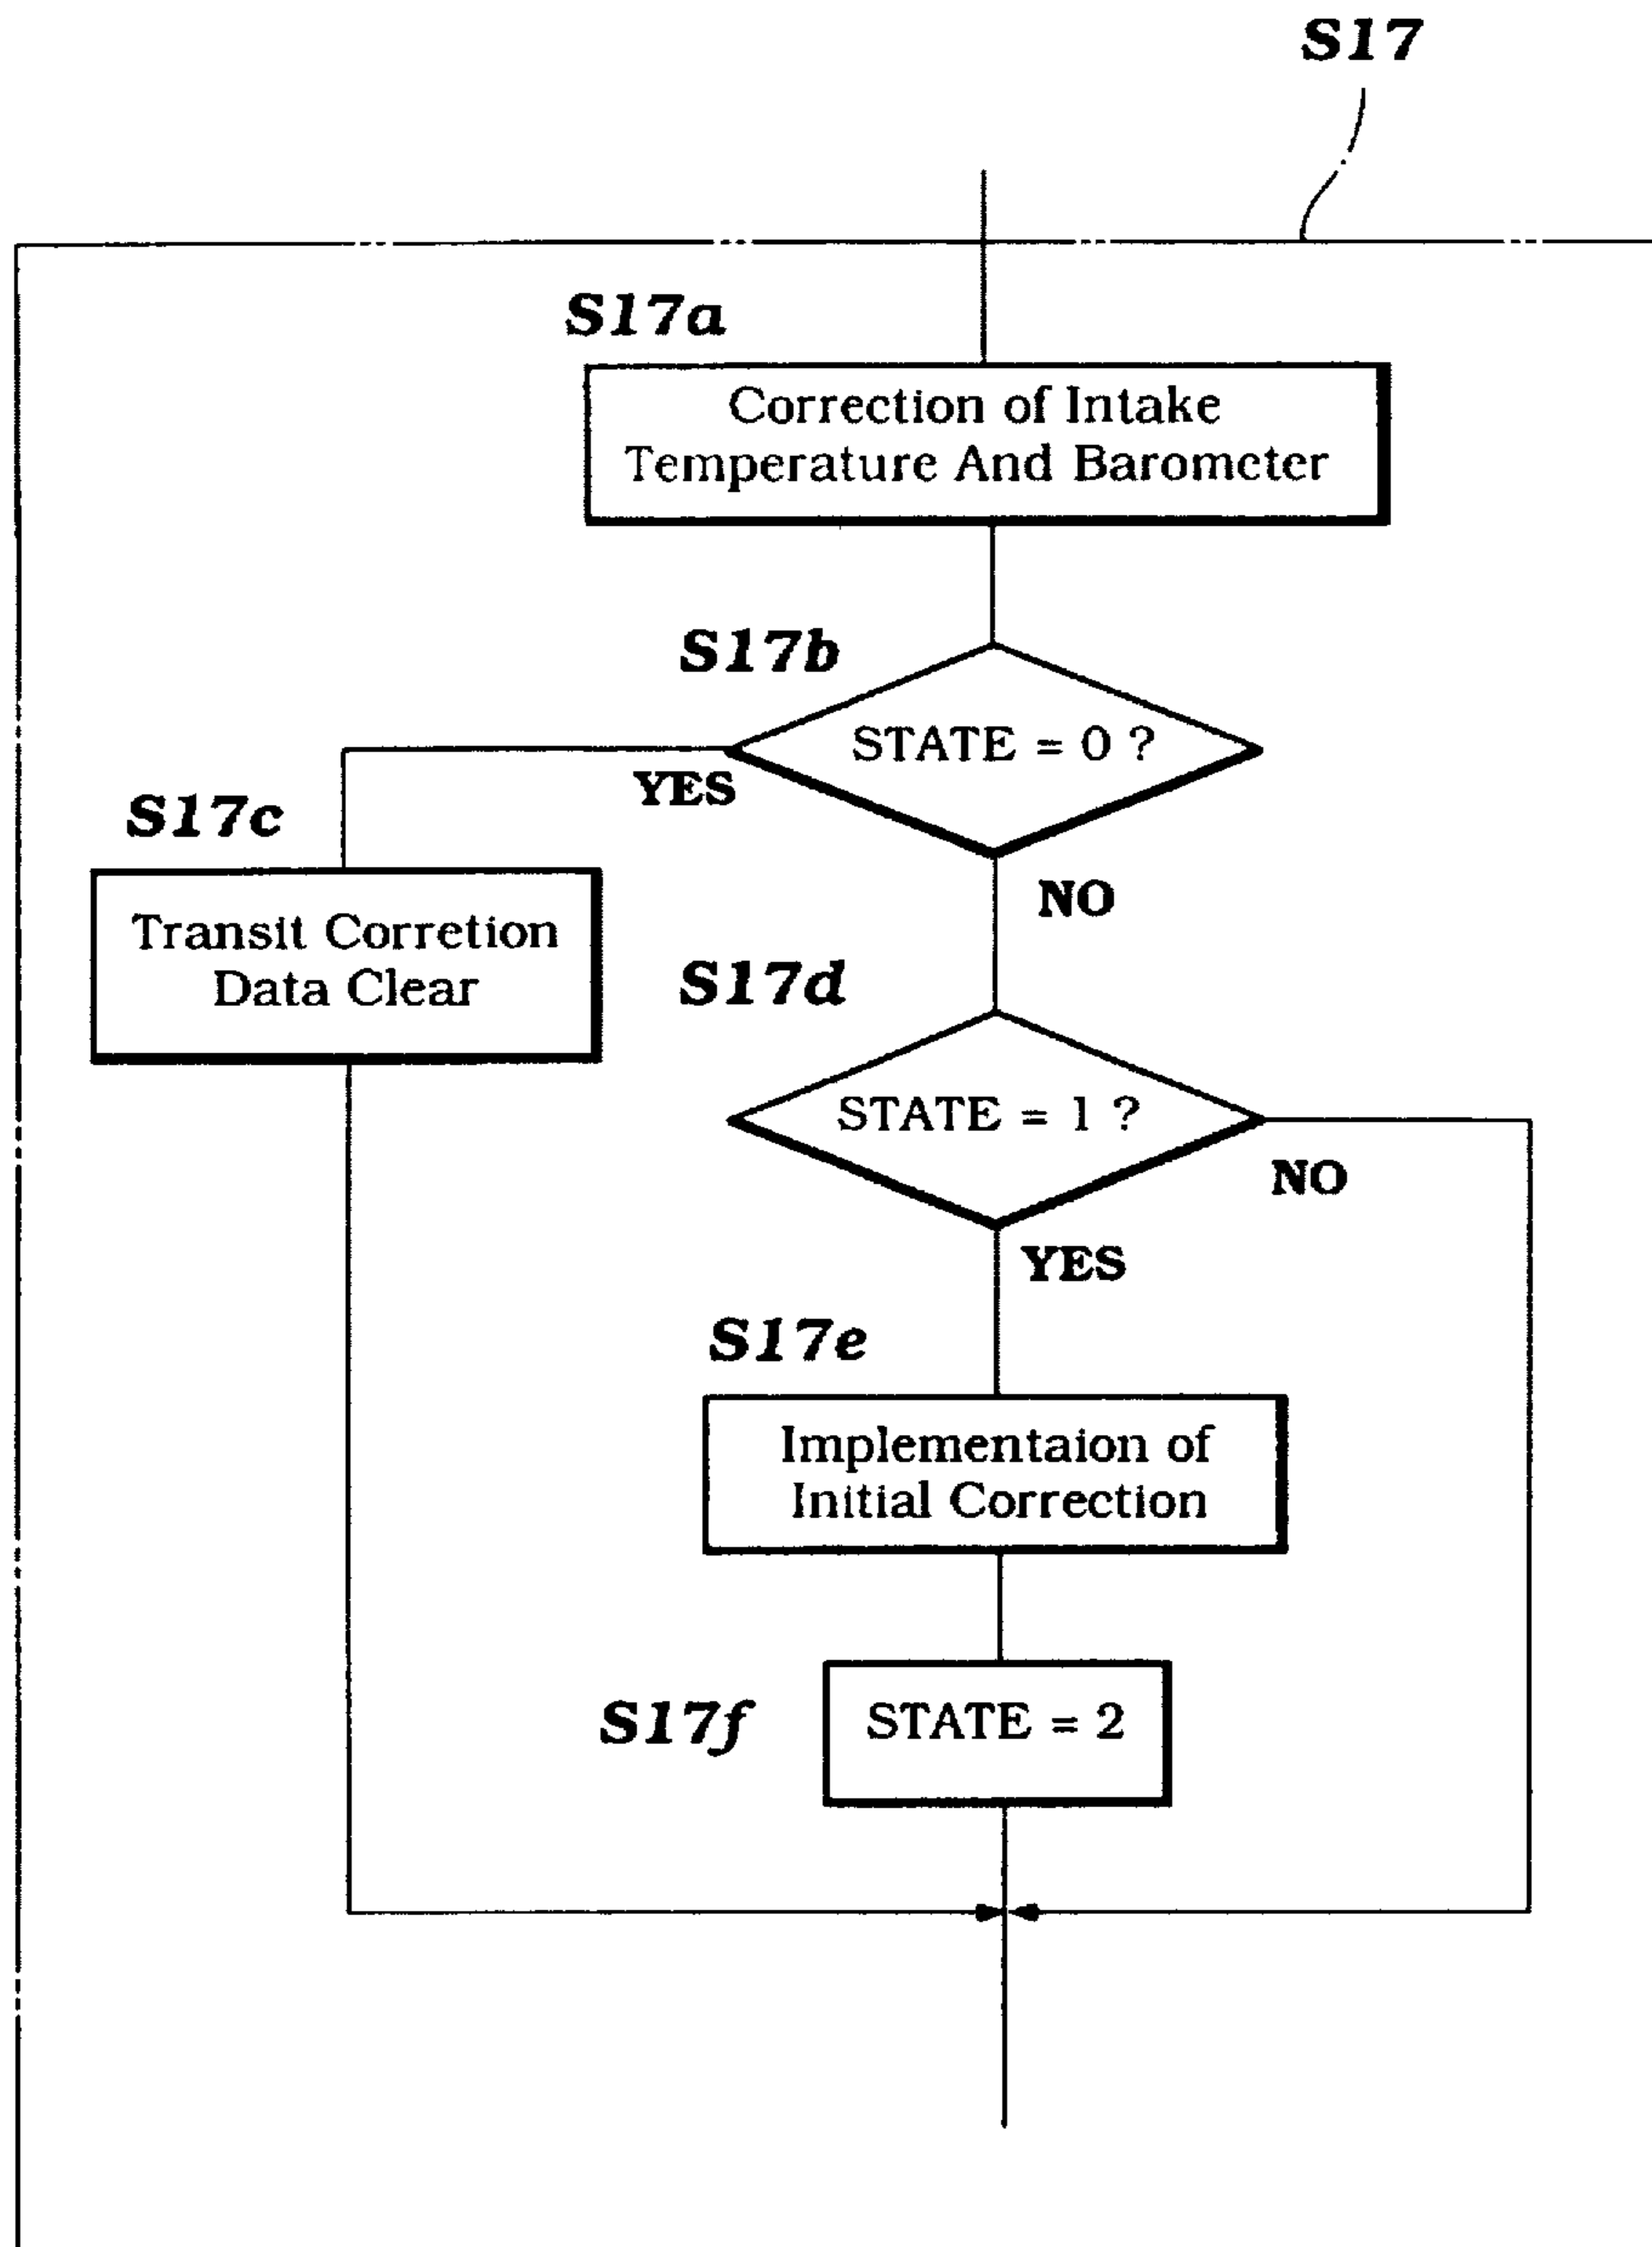 S17
S17a
Correction of Intake
Temperature And Barometer
S17b
STATE = 0 ?
YES
NO
S17c
Transit Corretion
Data Clear
S17d
STATE = 1 ?
NO
YES
S17e
Implementaion of
Initial Correction
S17f
STATE = 2